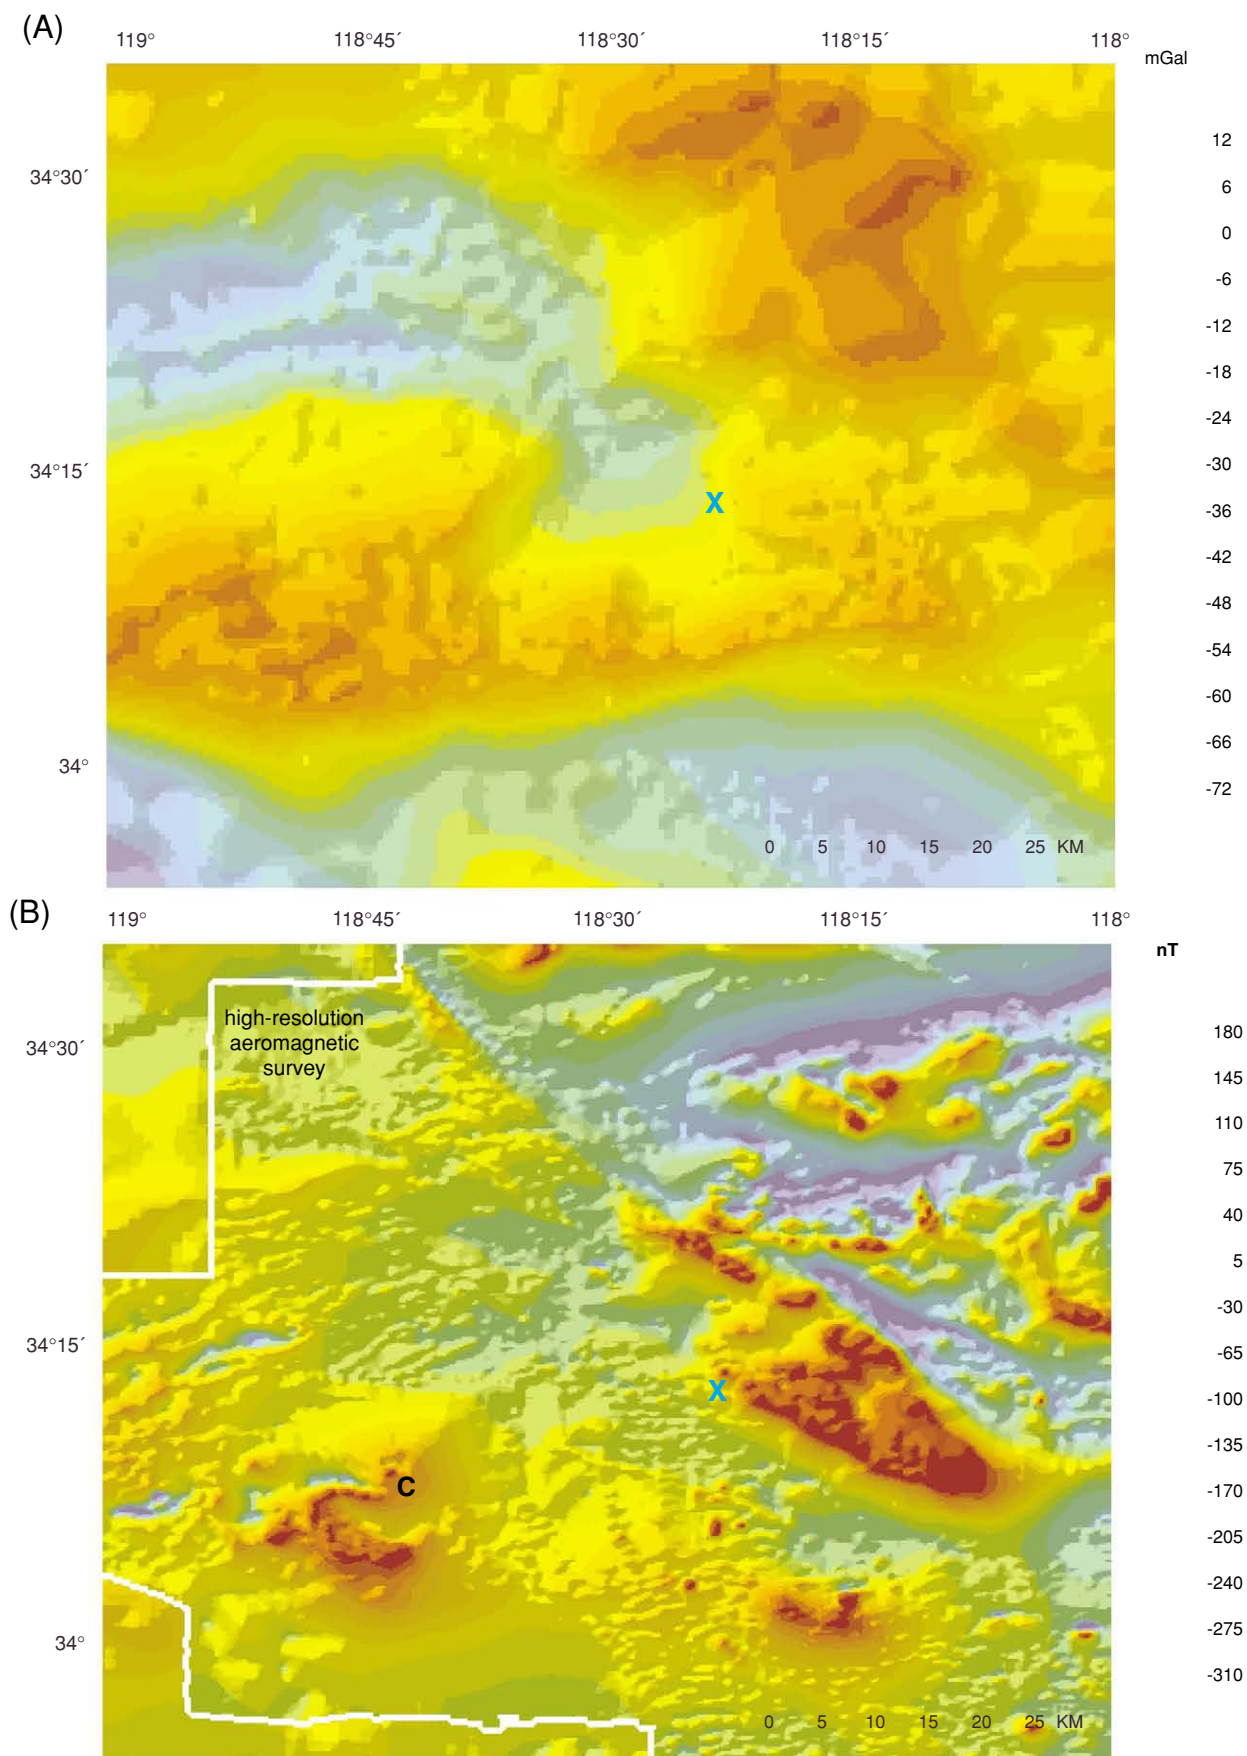 (A)
119° 118°45´ 118°30´ 118°15´ 118°
mGal
12
34°30´
6
0
-6
-12
-18
-24
34°15´
-30
X
-36
-42
-48
-54
-60
-66
34°
-72
0 5 10 15 20 25 KM
(B)
119° 118°45´ 118°30´ 118°15´ 118°
nT
high-resolution
aeromagnetic
survey
180
34°30´
145
110
75
40
5
-30
34°15´
-65
X
-100
-135
C
-170
-205
-240
-275
34°
-310
0 5 10 15 20 25 KM